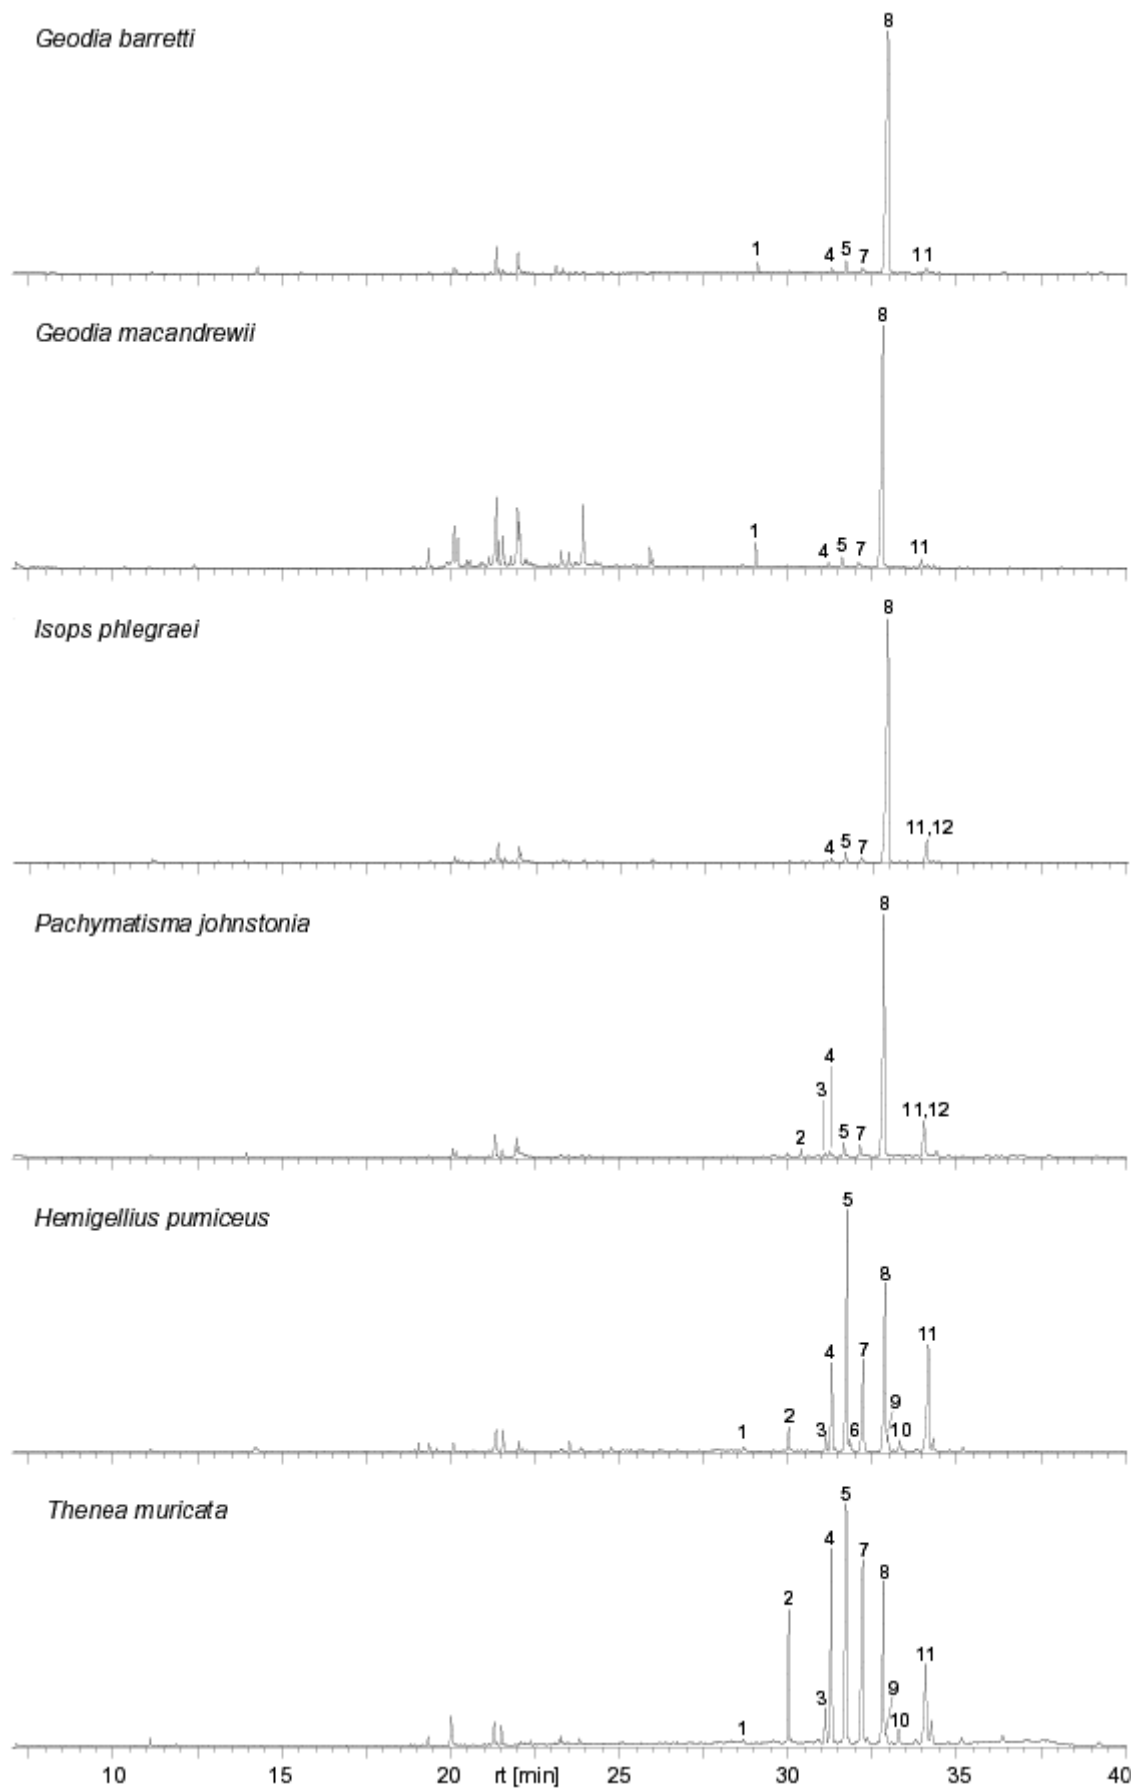 8
Geodia barretti
1 4 5 7 11
8
Geodia macandrewii
1 4 5 7 11
8
Isops phlegraei
4 5 7 11,12
8
Pachymatisma johnstonia
4
3
2 5 7 11,12
5
Hemigellius pumiceus
8
4 7 11
2 9
1 3 6 10
5
Thenea muricata
4 7
8
2
11
3 9
1 10
10 15 20 rt [min] 25 30 35 40